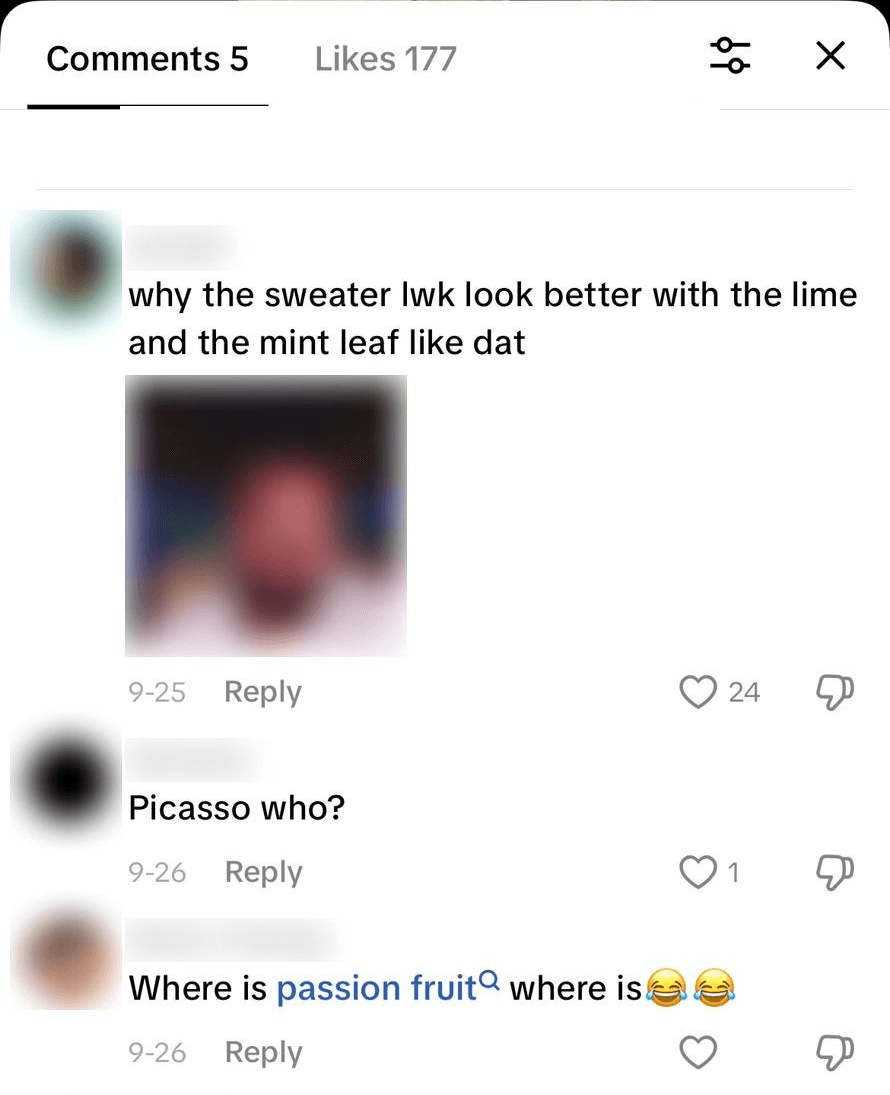 Comments 5
Likes 177
why the sweater lwk look better with the lime
and the mint leaf like dat
9-25 Reply 24
Picasso who?
9-26 Reply 1
Where is passion fruit where is😂😂
9-26 Reply